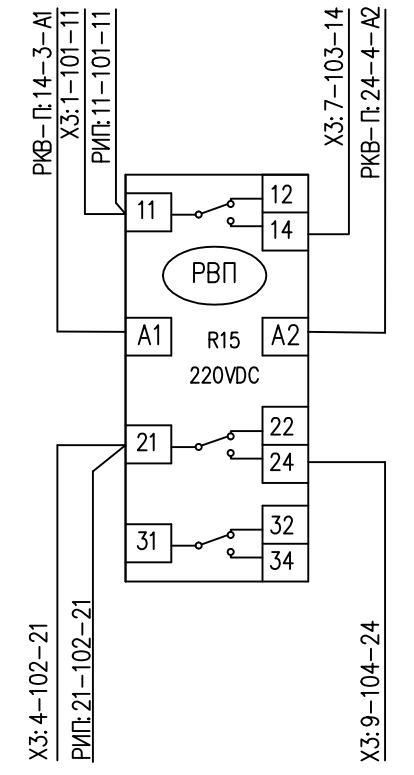 РКВ-П:14-3-А1
Х3:1-101-11
РИП:11-101-11
Х3:7-103-14
РКВ-П:24-4-А2
11
12
14
РВП
А1
R15
А2
220VDC
21
22
24
31
32
34
Х3:4-102-21
РИП:21-102-21
Х3:9-104-24